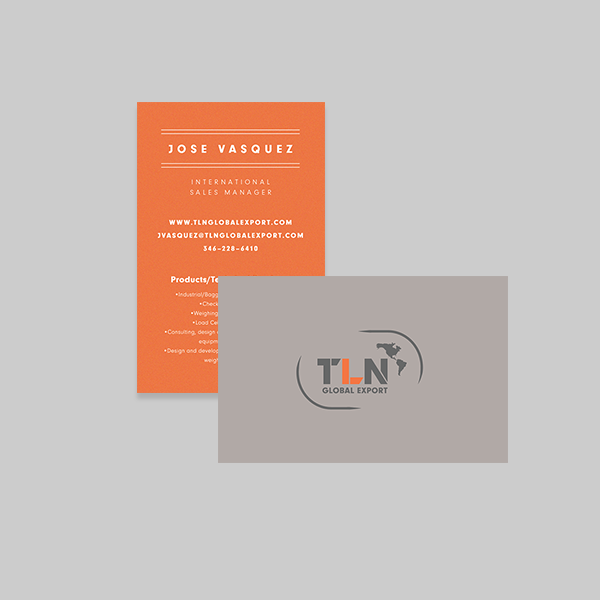 JOSE VASQUEZ
INTERNATIONAL
SALES MANAGER
WWW.TLNGLOBALEXPORT.COM
JVASQUEZ@TLNGLOBALEXPORT.COM
346-228-6410
Products/Te
•Industrial/Bagg
•Check
•Weighing
•Load Ce
•Consulting, design
equipm
•Design and develop
weigh
TLN
GLOBAL EXPORT